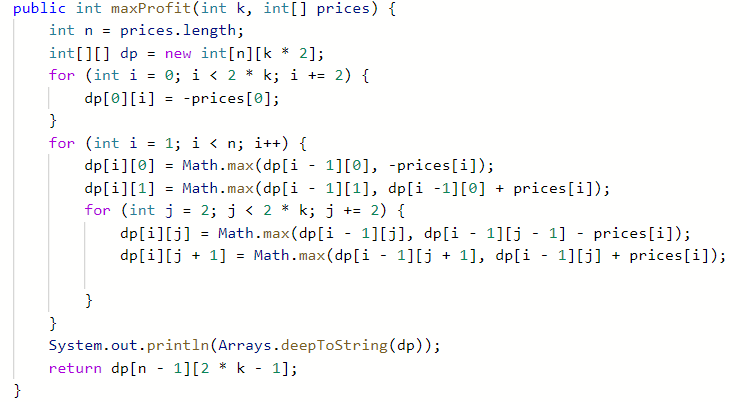 public int maxProfit(int k, int[] prices) {
    int n = prices.length;
    int[][] dp = new int[n][k * 2];
    for (int i = 0; i < 2 * k; i += 2) {
        dp[0][i] = -prices[0];
    }
    for (int i = 1; i < n; i++) {
        dp[i][0] = Math.max(dp[i - 1][0], -prices[i]);
        dp[i][1] = Math.max(dp[i - 1][1], dp[i -1][0] + prices[i]);
        for (int j = 2; j < 2 * k; j += 2) {
            dp[i][j] = Math.max(dp[i - 1][j], dp[i - 1][j - 1] - prices[i]);
            dp[i][j + 1] = Math.max(dp[i - 1][j + 1], dp[i - 1][j] + prices[i]);
        }
    }
    System.out.println(Arrays.deepToString(dp));
    return dp[n - 1][2 * k - 1];
}